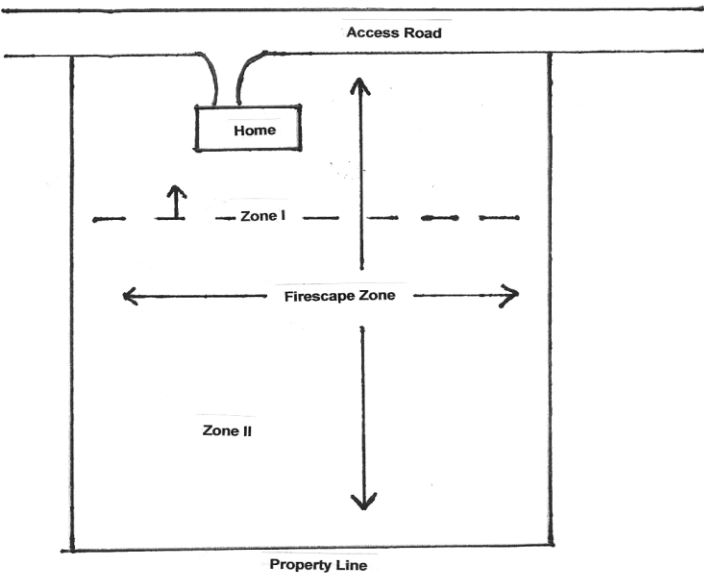 Access Road
Home
Zone I
Firescape Zone
Zone II
Property Line